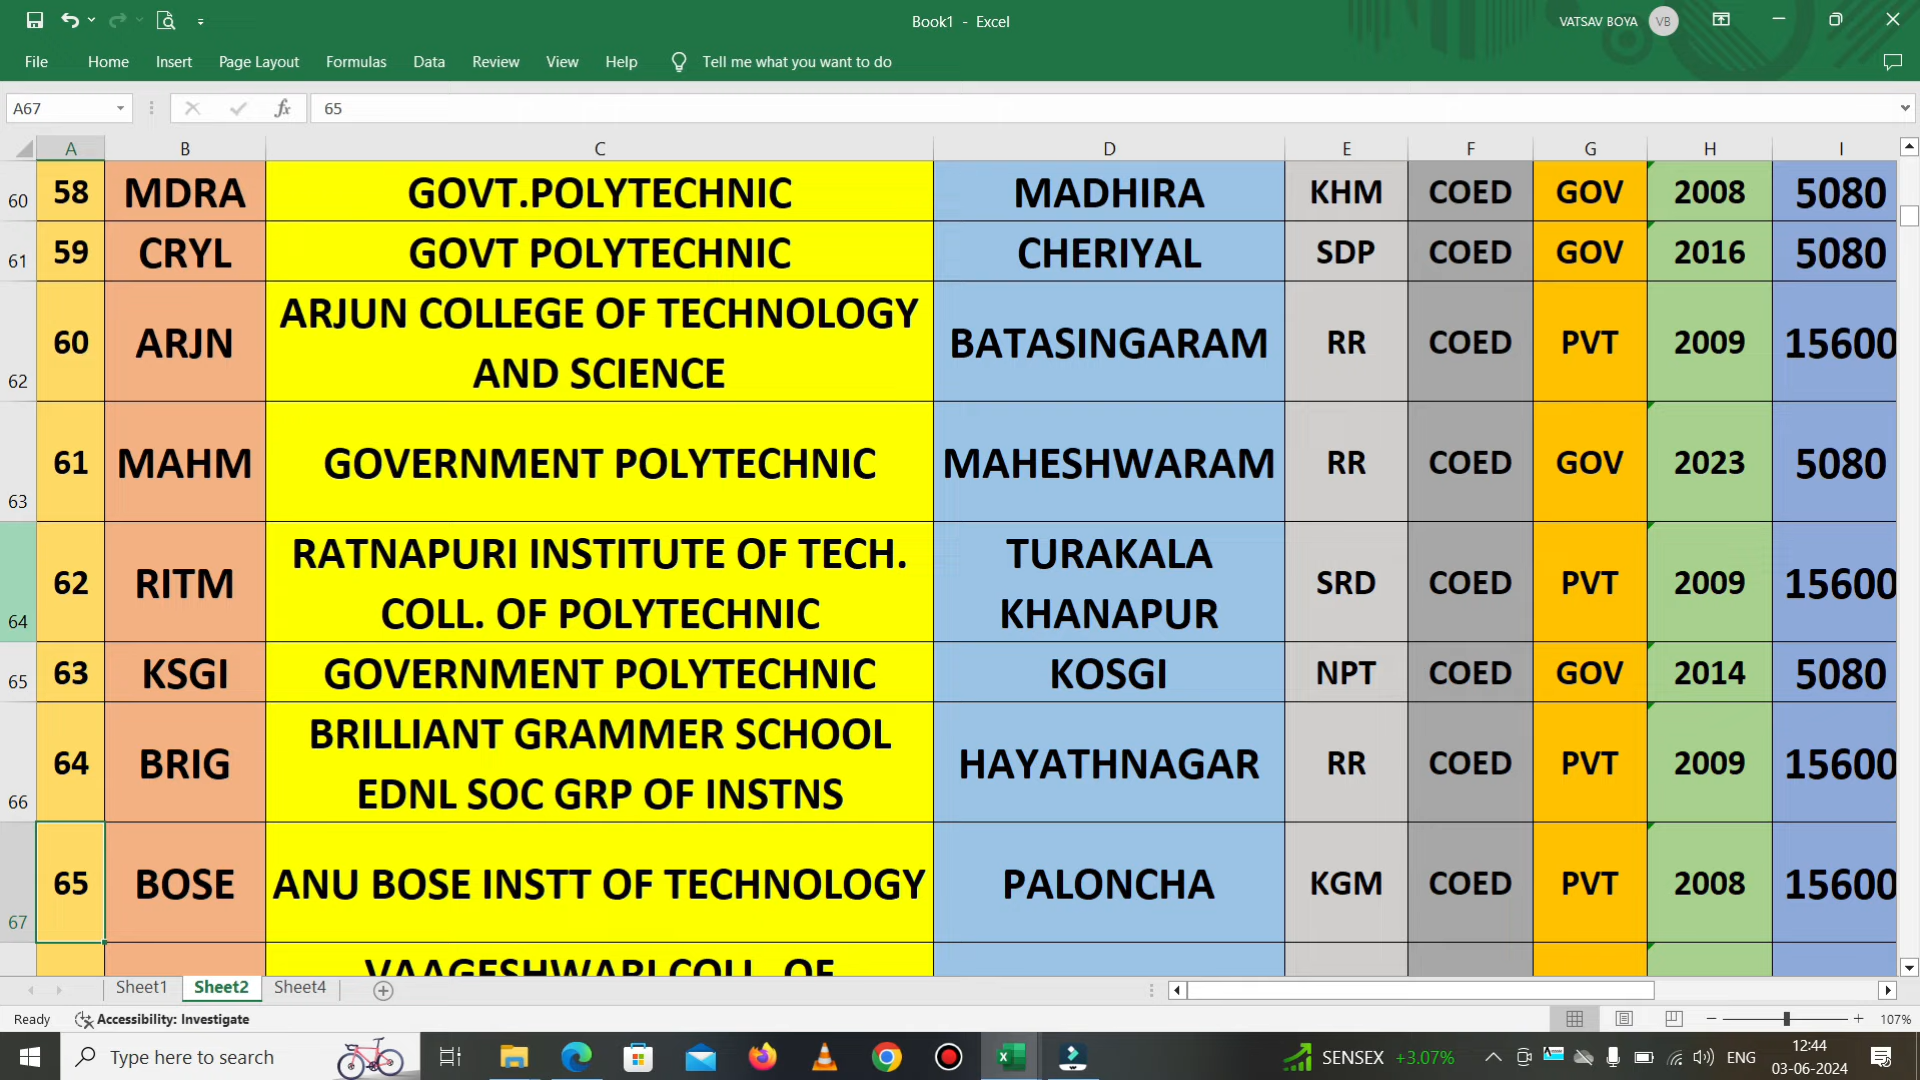 Book1 - Excel
VATSAV BOYA VB
File Home Insert Page Layout Formulas Data Review View Help Tell me what you want to do
A67 fx 65
A B C D E F G H I
60 58 MDRA GOVT.POLYTECHNIC MADHIRA KHM COED GOV 2008 5080
61 59 CRYL GOVT POLYTECHNIC CHERIYAL SDP COED GOV 2016 5080
ARJUN COLLEGE OF TECHNOLOGY
62 60 ARJN AND SCIENCE BATASINGARAM RR COED PVT 2009 15600
63 61 MAHM GOVERNMENT POLYTECHNIC MAHESHWARAM RR COED GOV 2023 5080
RATNAPURI INSTITUTE OF TECH. TURAKALA
64 62 RITM COLL. OF POLYTECHNIC KHANAPUR SRD COED PVT 2009 15600
65 63 KSGI GOVERNMENT POLYTECHNIC KOSGI NPT COED GOV 2014 5080
BRILLIANT GRAMMER SCHOOL
66 64 BRIG EDNL SOC GRP OF INSTNS HAYATHNAGAR RR COED PVT 2009 15600
67 65 BOSE ANU BOSE INSTT OF TECHNOLOGY PALONCHA KGM COED PVT 2008 15600
VAAGESHWARI COLL. OF
Sheet1 Sheet2 Sheet4
Ready Accessibility: Investigate 107%
Type here to search SENSEX +3.07% ENG 12:44
03-06-2024